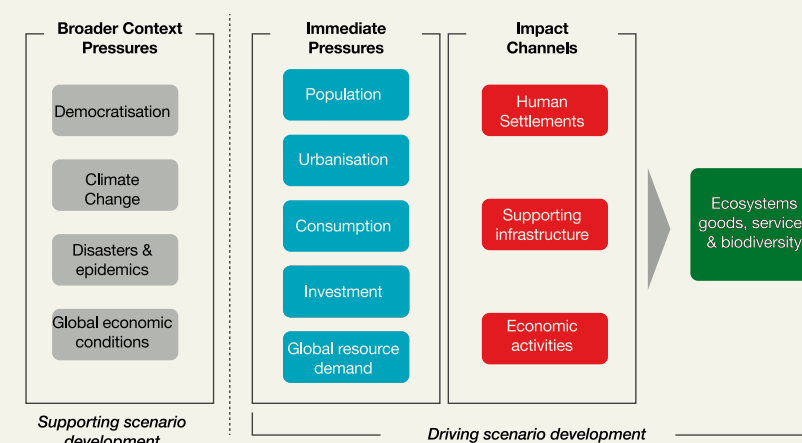 Broader Context
Pressures
Democratisation
Climate
Change
Disasters &
epidemics
Global economic
conditions
Supporting scenario
development
Immediate
Pressures
Population
Urbanisation
Consumption
Investment
Global resource
demand
Impact
Channels
Human
Settlements
Supporting
infrastructure
Economic
activities
Driving scenario development
Ecosystems
goods, service
& biodiversity